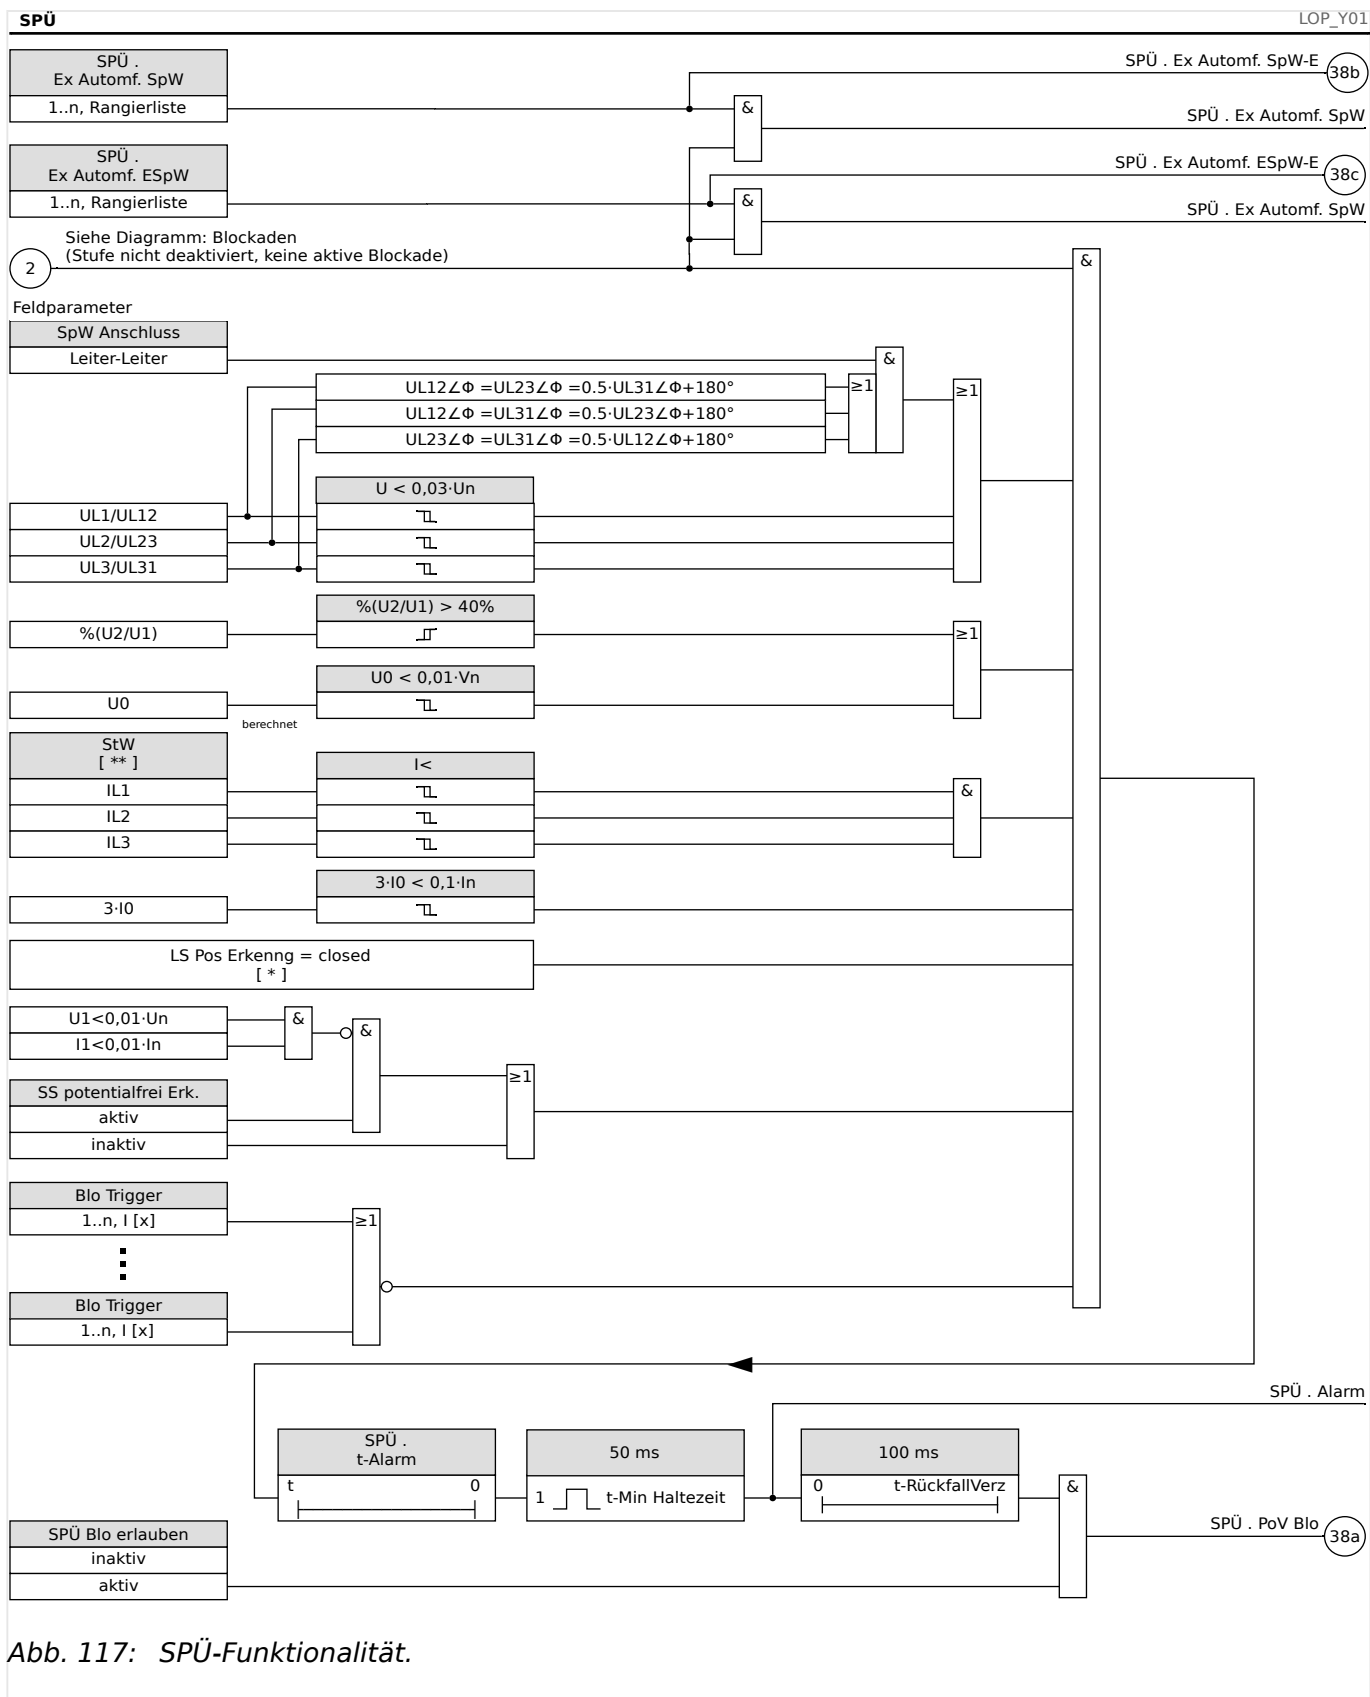 SPÜ
LOP_Y01
SPÜ .
Ex Automf. SpW
1..n, Rangierliste
SPÜ . Ex Automf. SpW-E
38b
&
SPÜ . Ex Automf. SpW
SPÜ .
Ex Automf. ESpW
1..n, Rangierliste
SPÜ . Ex Automf. ESpW-E
38c
&
SPÜ . Ex Automf. SpW
Siehe Diagramm: Blockaden
(Stufe nicht deaktiviert, keine aktive Blockade)
2
&
Feldparameter
SpW Anschluss
Leiter-Leiter
&
UL12∠Φ =UL23∠Φ =0.5·UL31∠Φ+180°
≥1
≥1
UL12∠Φ =UL31∠Φ =0.5·UL23∠Φ+180°
UL23∠Φ =UL31∠Φ =0.5·UL12∠Φ+180°
U < 0,03·Un
UL1/UL12
UL2/UL23
UL3/UL31
%(U2/U1) > 40%
%(U2/U1)
≥1
U0 < 0,01·Vn
U0
berechnet
StW
[ ** ]
I<
IL1
&
IL2
IL3
3·I0 < 0,1·In
3·I0
LS Pos Erkenng = closed
[ * ]
U1<0,01·Un
&
&
I1<0,01·In
≥1
SS potentialfrei Erk.
aktiv
inaktiv
Blo Trigger
1..n, I [x]
≥1
Blo Trigger
1..n, I [x]
SPÜ . Alarm
SPÜ .
t-Alarm
t
0
50 ms
1
t-Min Haltezeit
100 ms
0
t-RückfallVerz
&
SPÜ . PoV Blo
38a
SPÜ Blo erlauben
inaktiv
aktiv
Abb. 117: SPÜ-Funktionalität.